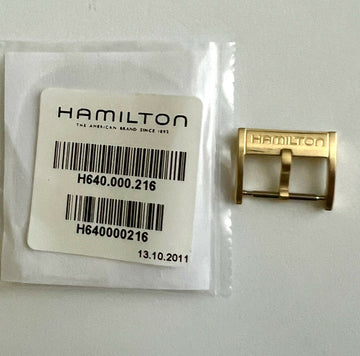 HAMILTON
THE AMERICAN BRAND SINCE 1892
H640.000.216
H640000216
13.10.2011
HAMILTON